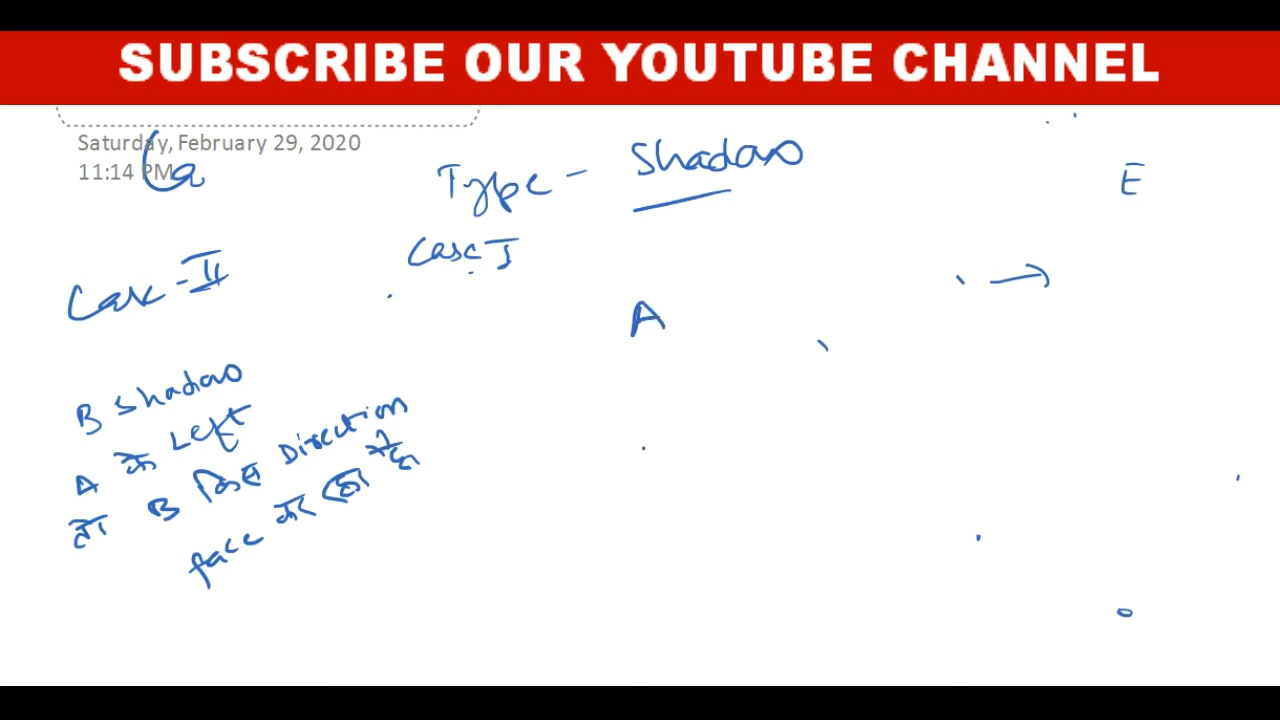 SUBSCRIBE OUR YOUTUBE CHANNEL
Saturday, February 29, 2020
11:14 PM
Ca
Type - Shadow
E
Case I
Case - II
A
B Shadow
A के Left
तो B किस Direction
face कर रहा है